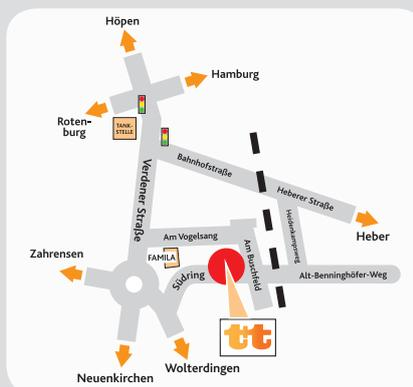 Höpen
Hamburg
Roten-
burg
TANK-
STELLE
Verdener Straße
Bahnhofstraße
Heberer Straße
Heidenkampsweg
Heber
Am Vogelsang
Zahrensen
FAMILA
Südring
Am Buschfeld
Alt-Benninghöfer-Weg
tt
Wolterdingen
Neuenkirchen